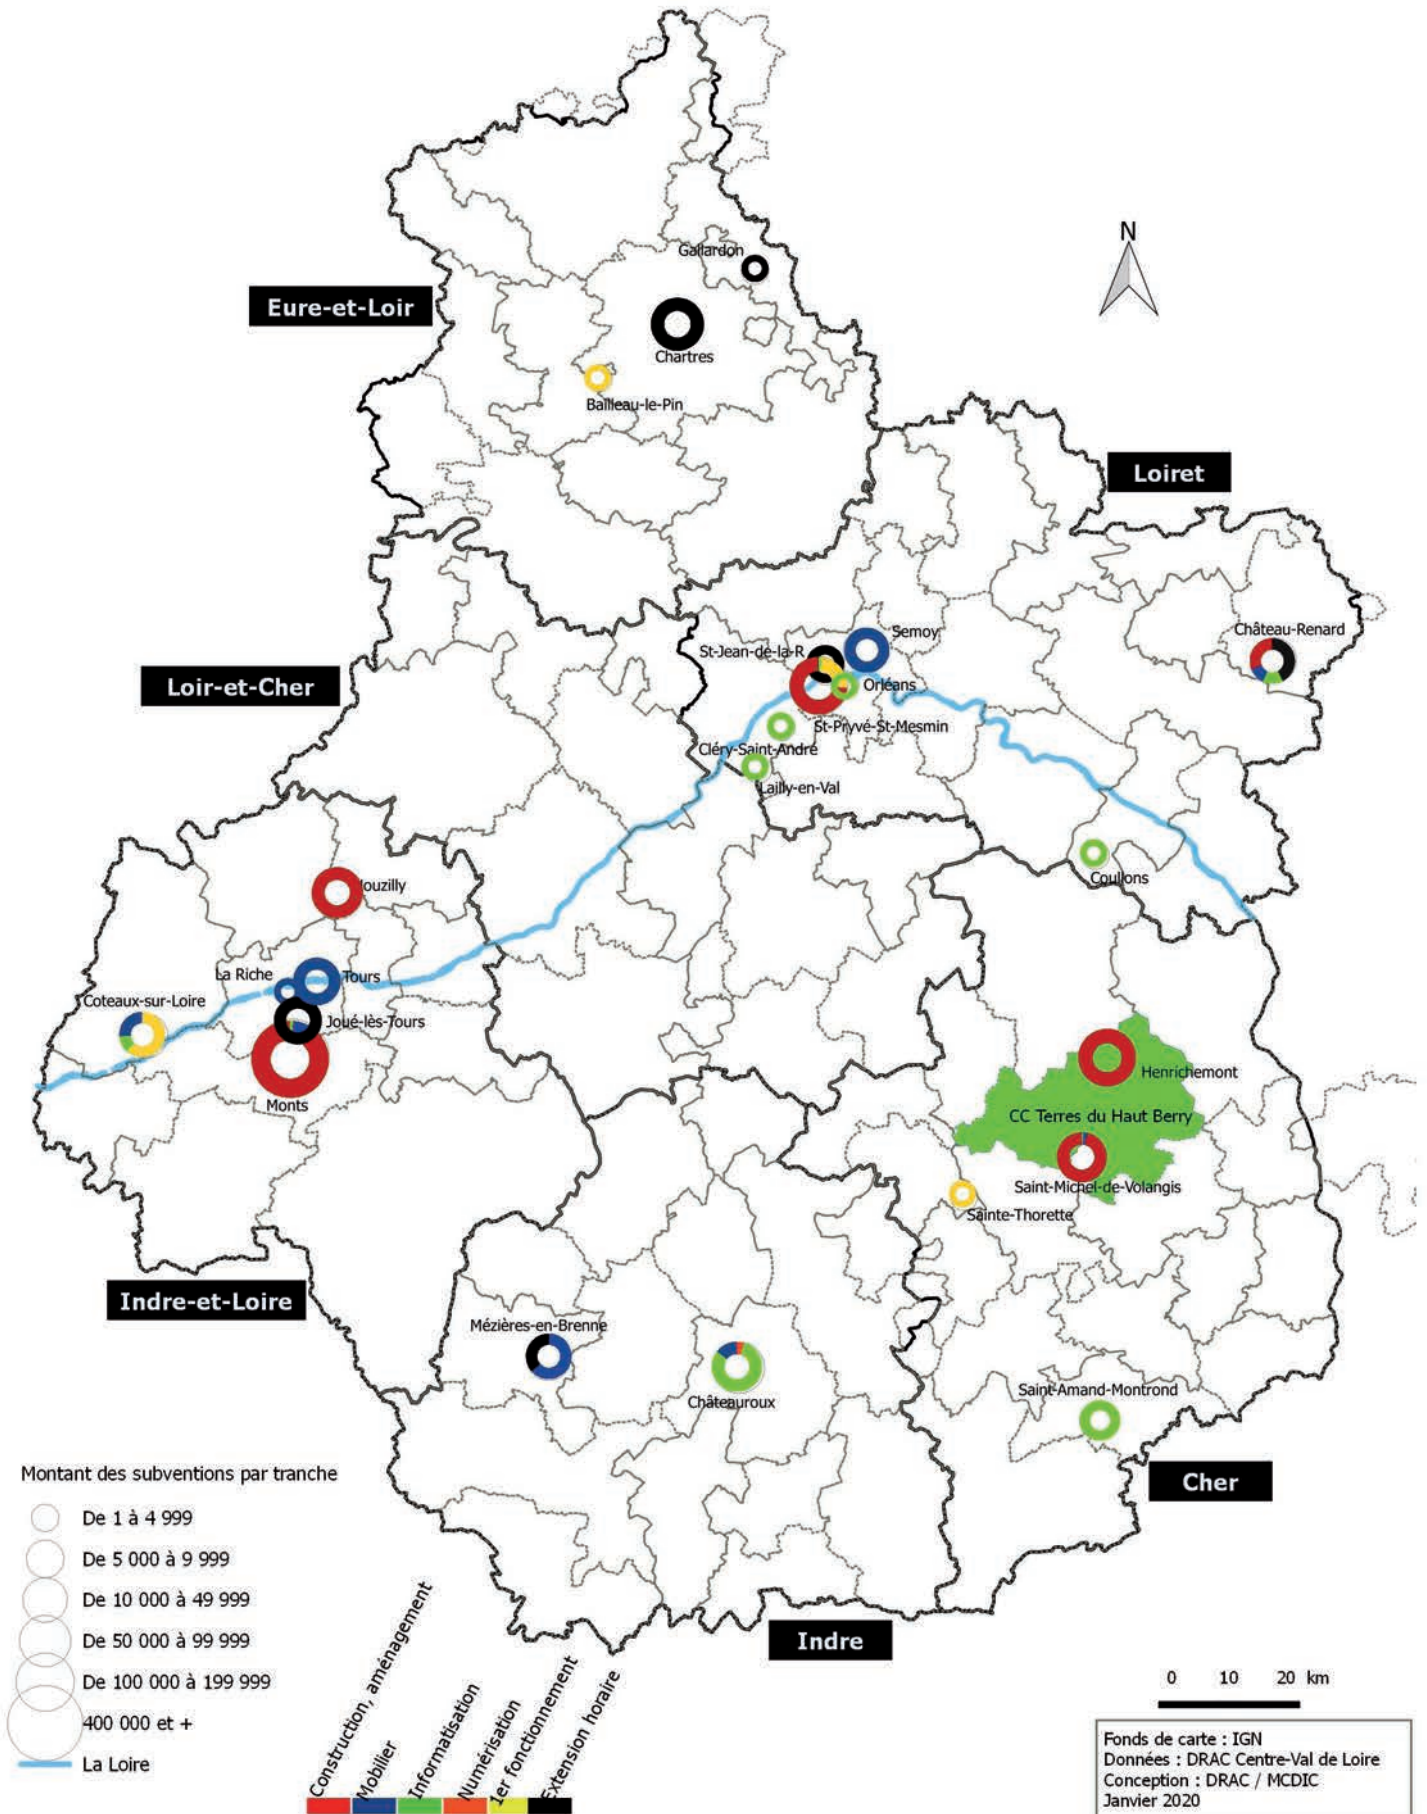 N
Gallardon
Eure-et-Loir
Chartres
Bailleau-le-Pin
Loiret
Château-Renard
Semoy
St-Jean-de-la-R
Loir-et-Cher
Orléans
St-Pryvé-St-Mesmin
Cléry-Saint-André
Lailly-en-Val
Coullons
ouzilly
La Riche
Tours
Coteaux-sur-Loire
Joué-lès-Tours
Monts
Henrichemont
CC Terres du Haut Berry
Saint-Michel-de-Volangis
Sainte-Thorette
Indre-et-Loire
Mézières-en-Brenne
Châteauroux
Saint-Amand-Montrond
Cher
Indre
Montant des subventions par tranche
De 1 à 4 999
De 5 000 à 9 999
De 10 000 à 49 999
De 50 000 à 99 999
De 100 000 à 199 999
400 000 et +
La Loire
Construction, aménagement
Mobilier
Informatisation
Numérisation
1er fonctionnement
Extension horaire
0 10 20 km
Fonds de carte : IGN
Données : DRAC Centre-Val de Loire
Conception : DRAC / MCDIC
Janvier 2020